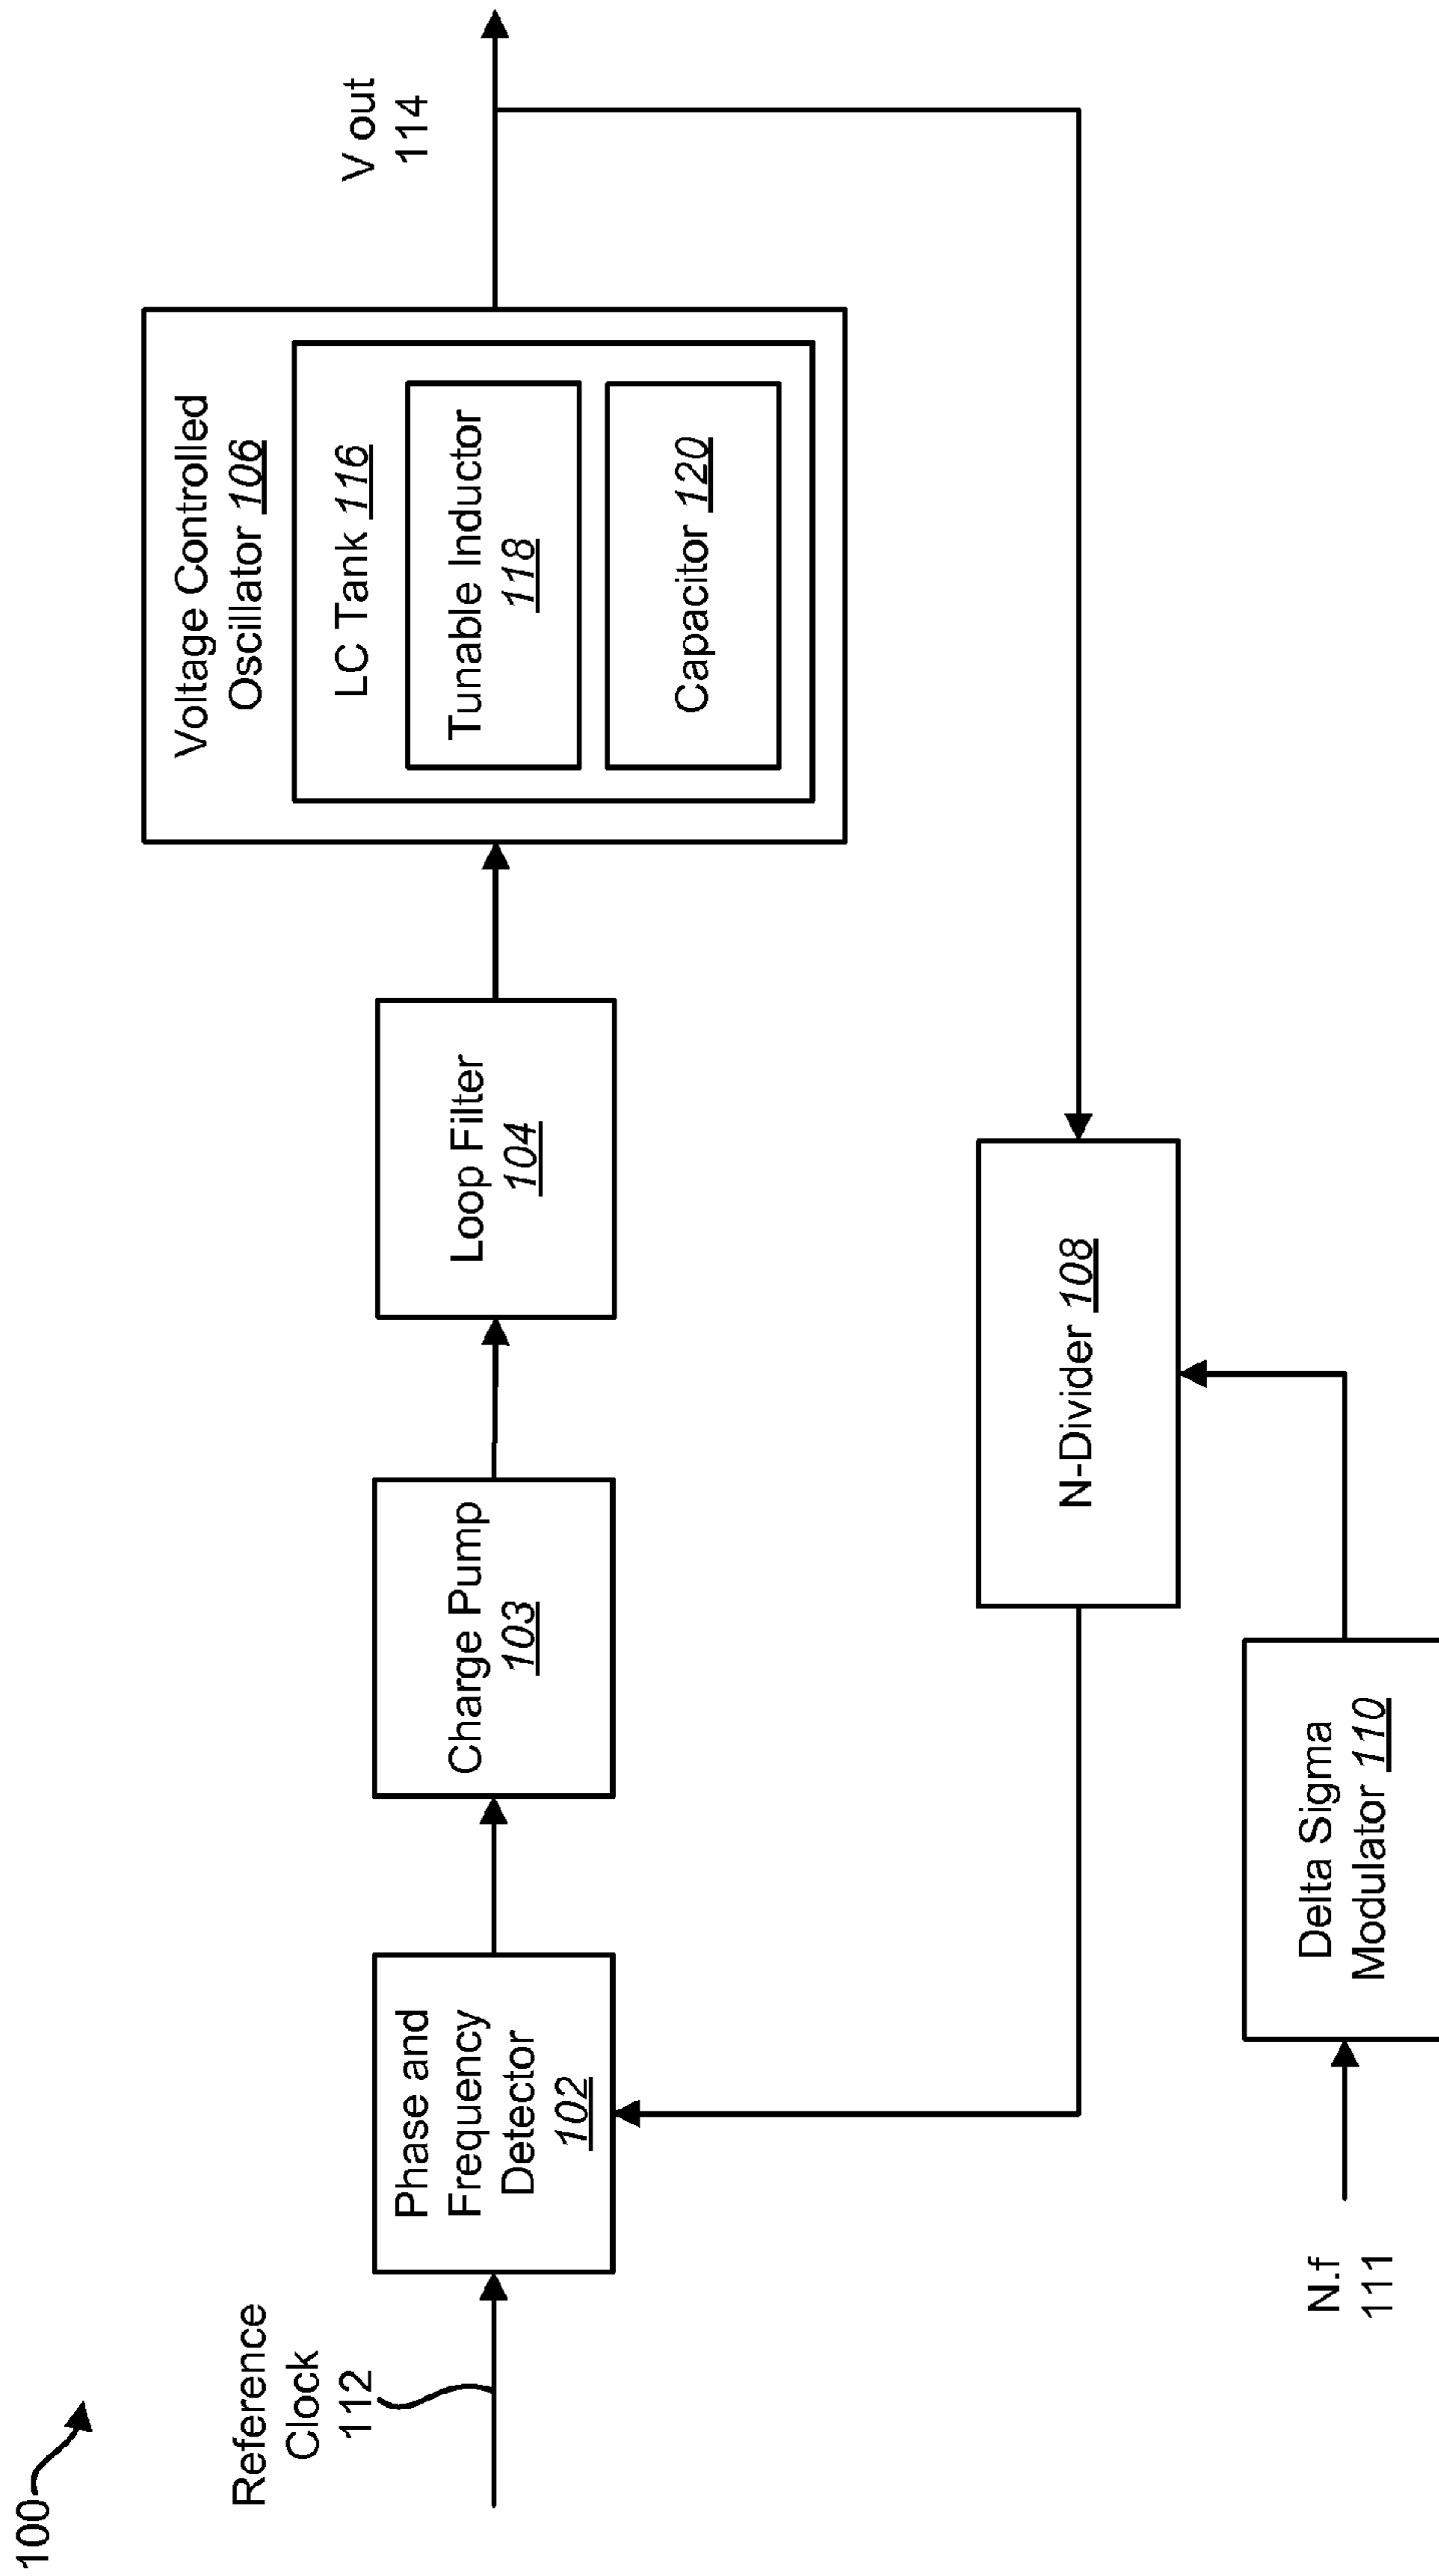 100
Reference
Clock
112
Phase and
Frequency
Detector
102
Charge Pump
103
Loop Filter
104
Voltage Controlled
Oscillator 106
LC Tank 116
Tunable Inductor
118
Capacitor 120
V out
114
N-Divider 108
Delta Sigma
Modulator 110
N.f
111